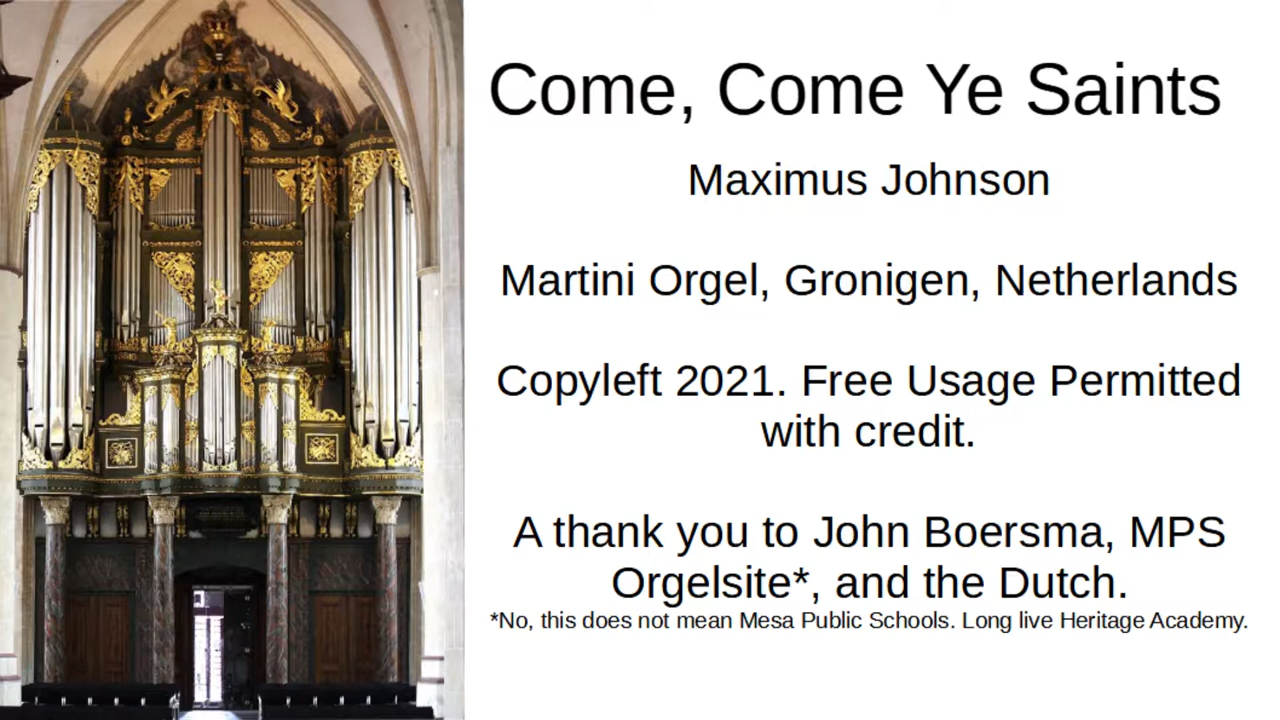 Come, Come Ye Saints
Maximus Johnson
Martini Orgel, Gronigen, Netherlands
Copyleft 2021. Free Usage Permitted
with credit.
A thank you to John Boersma, MPS
Orgelsite*, and the Dutch.
*No, this does not mean Mesa Public Schools. Long live Heritage Academy.